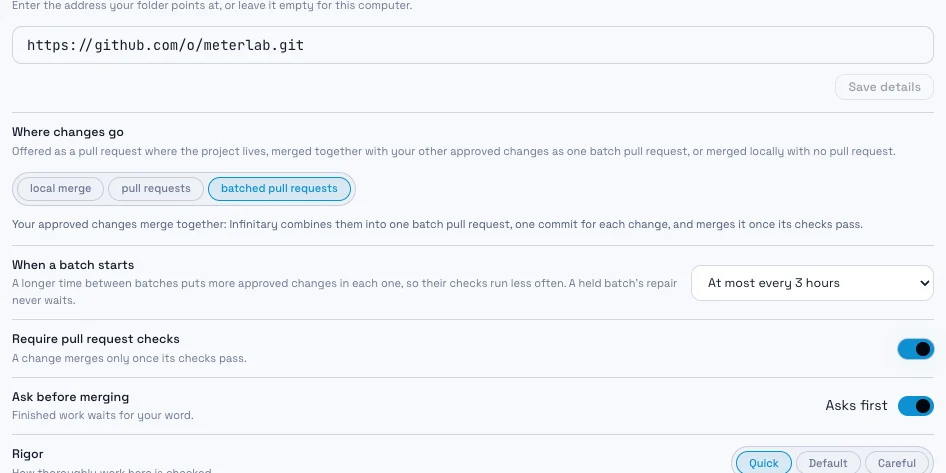 Enter the address your folder points at, or leave it empty for this computer.
https://github.com/o/meterlab.git
Save details
Where changes go
Offered as a pull request where the project lives, merged together with your other approved changes as one batch pull request, or merged locally with no pull request.
local merge
pull requests
batched pull requests
Your approved changes merge together: Infinitary combines them into one batch pull request, one commit for each change, and merges it once its checks pass.
When a batch starts
A longer time between batches puts more approved changes in each one, so their checks run less often. A held batch's repair
never waits.
At most every 3 hours
Require pull request checks
A change merges only once its checks pass.
Ask before merging
Finished work waits for your word.
Asks first
Rigor
How thoroughly work here is checked.
Quick
Default
Careful